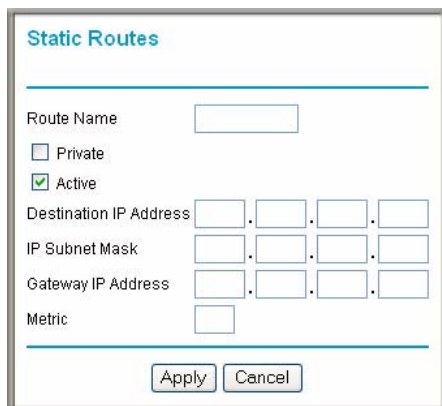 Static Routes
Route Name
Private
Active
Destination IP Address . . .
IP Subnet Mask . . .
Gateway IP Address . . .
Metric
Apply Cancel